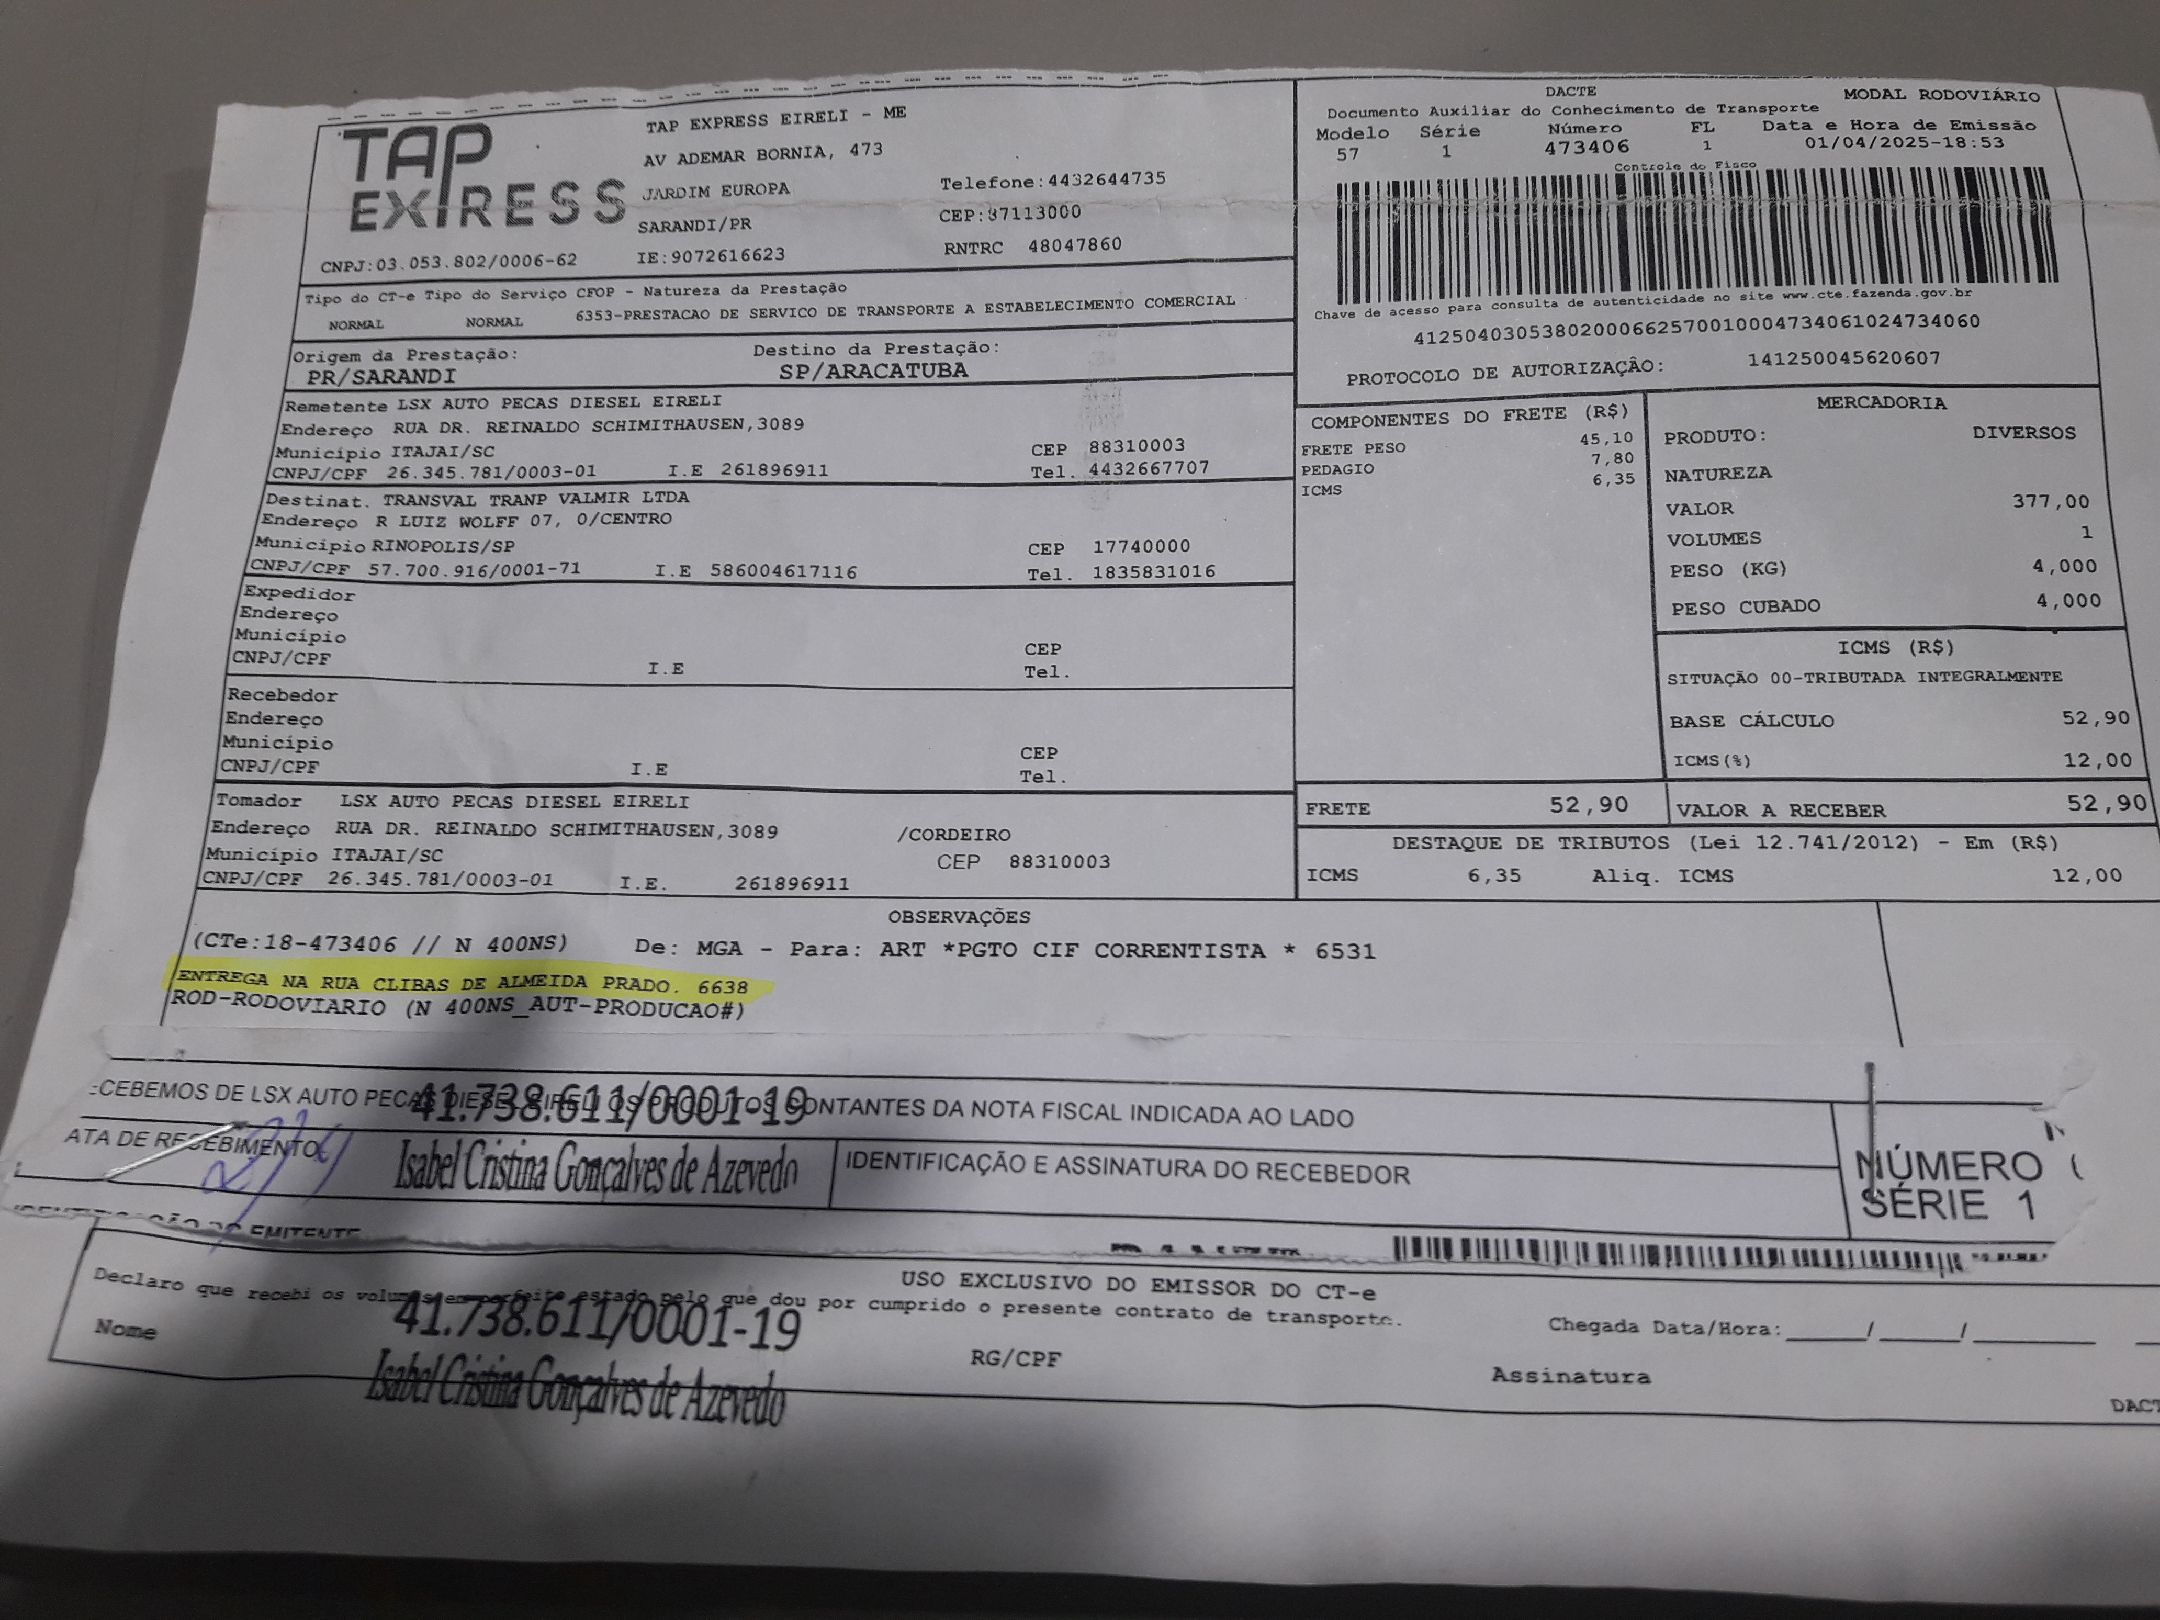 TAP
EXPRESS
TAP EXPRESS EIRELI - ME
AV ADEMAR BORNIA, 473
JARDIM EUROPA
Telefone:4432644735
SARANDI/PR
CEP:87113000
CNPJ:03.053.802/0006-62
IE:9072616623
RNTRC 48047860
DACTE
MODAL RODOVIÁRIO
Documento Auxiliar do Conhecimento de Transporte
Modelo Série Número FL Data e Hora de Emissão
57 1 473406 1 01/04/2025-18:53
Controle do Fisco
Chave de acesso para consulta de autenticidade no site www.cte.fazenda.gov.br
41250403053802000662570010004734061024734060
PROTOCOLO DE AUTORIZAÇÃO: 141250045620607
Tipo do CT-e Tipo do Serviço CFOP - Natureza da Prestação
NORMAL NORMAL 6353-PRESTACAO DE SERVICO DE TRANSPORTE A ESTABELECIMENTO COMERCIAL
Origem da Prestação: Destino da Prestação:
PR/SARANDI SP/ARACATUBA
Remetente LSX AUTO PECAS DIESEL EIRELI
Endereço RUA DR. REINALDO SCHIMITHAUSEN,3089
Município ITAJAI/SC CEP 88310003
CNPJ/CPF 26.345.781/0003-01 I.E 261896911 Tel. 4432667707
Destinat. TRANSVAL TRANP VALMIR LTDA
Endereço R LUIZ WOLFF 07, 0/CENTRO
Município RINOPOLIS/SP CEP 17740000
CNPJ/CPF 57.700.916/0001-71 I.E 586004617116 Tel. 1835831016
Expedidor
Endereço
Município CEP
CNPJ/CPF I.E Tel.
Recebedor
Endereço
Município CEP
CNPJ/CPF I.E Tel.
Tomador LSX AUTO PECAS DIESEL EIRELI
Endereço RUA DR. REINALDO SCHIMITHAUSEN,3089 /CORDEIRO
Município ITAJAI/SC CEP 88310003
CNPJ/CPF 26.345.781/0003-01 I.E. 261896911
COMPONENTES DO FRETE (R$)
FRETE PESO 45,10
PEDAGIO 7,80
ICMS 6,35
MERCADORIA
PRODUTO: DIVERSOS
NATUREZA
VALOR 377,00
VOLUMES 1
PESO (KG) 4,000
PESO CUBADO 4,000
ICMS (R$)
SITUAÇÃO 00-TRIBUTADA INTEGRALMENTE
BASE CÁLCULO 52,90
ICMS(%) 12,00
FRETE 52,90 VALOR A RECEBER 52,90
DESTAQUE DE TRIBUTOS (Lei 12.741/2012) - Em (R$)
ICMS 6,35 Aliq. ICMS 12,00
OBSERVAÇÕES
(CTe:18-473406 // N 400NS) De: MGA - Para: ART *PGTO CIF CORRENTISTA * 6531
ENTREGA NA RUA CLIBAS DE ALMEIDA PRADO. 6638
ROD-RODOVIARIO (N 400NS_AUT-PRODUCAO#)
ECEBEMOS DE LSX AUTO PECAS DIESEL EIRELI OS PRODUTOS CONTANTES DA NOTA FISCAL INDICADA AO LADO
41.738.611/0001-19
ATA DE RECEBIMENTO
Isabel Cristina Gonçalves de Azevedo
IDENTIFICAÇÃO E ASSINATURA DO RECEBEDOR
NÚMERO
SÉRIE 1
EMITENTE
USO EXCLUSIVO DO EMISSOR DO CT-e
Declaro que recebi os volumes em perfeito estado pelo que dou por cumprido o presente contrato de transporte.
41.738.611/0001-19
Nome
RG/CPF
Chegada Data/Hora:____/____/______
Assinatura
Isabel Cristina Gonçalves de Azevedo
DACT